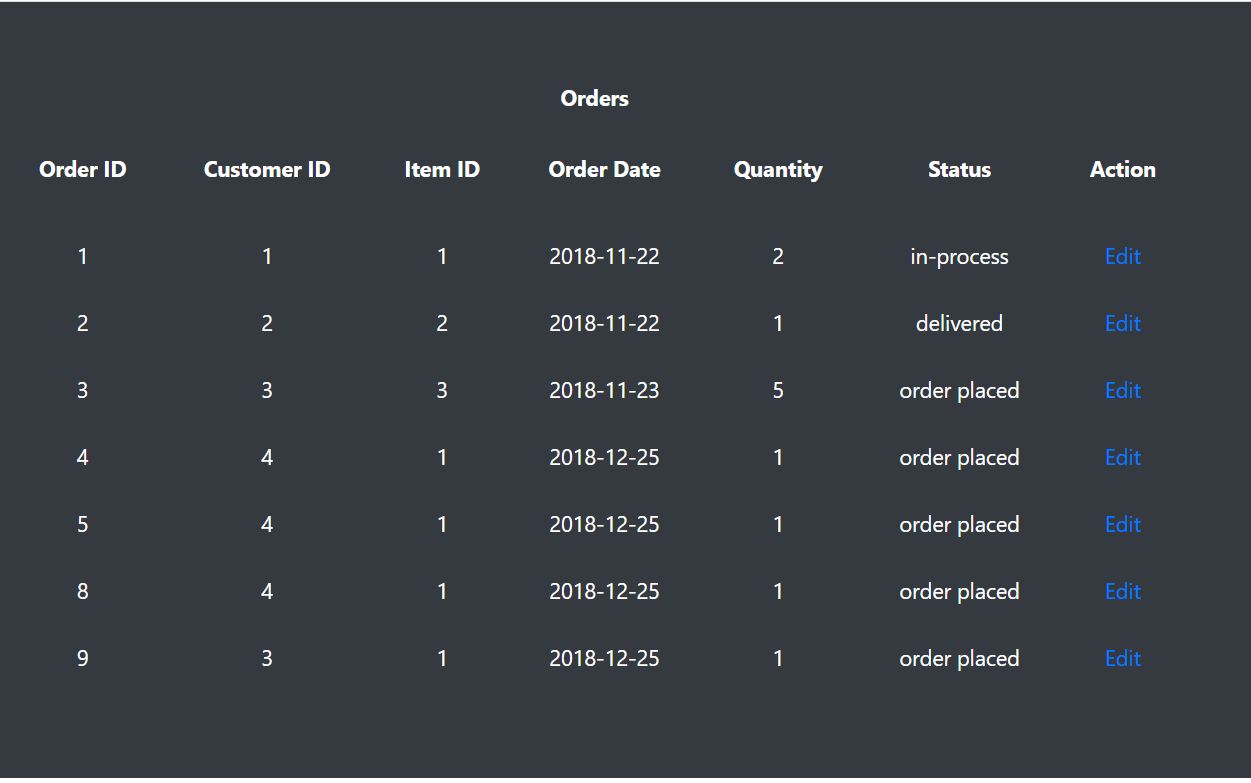 Orders
Order ID Customer ID Item ID Order Date Quantity Status Action
1 1 1 2018-11-22 2 in-process Edit
2 2 2 2018-11-22 1 delivered Edit
3 3 3 2018-11-23 5 order placed Edit
4 4 1 2018-12-25 1 order placed Edit
5 4 1 2018-12-25 1 order placed Edit
8 4 1 2018-12-25 1 order placed Edit
9 3 1 2018-12-25 1 order placed Edit